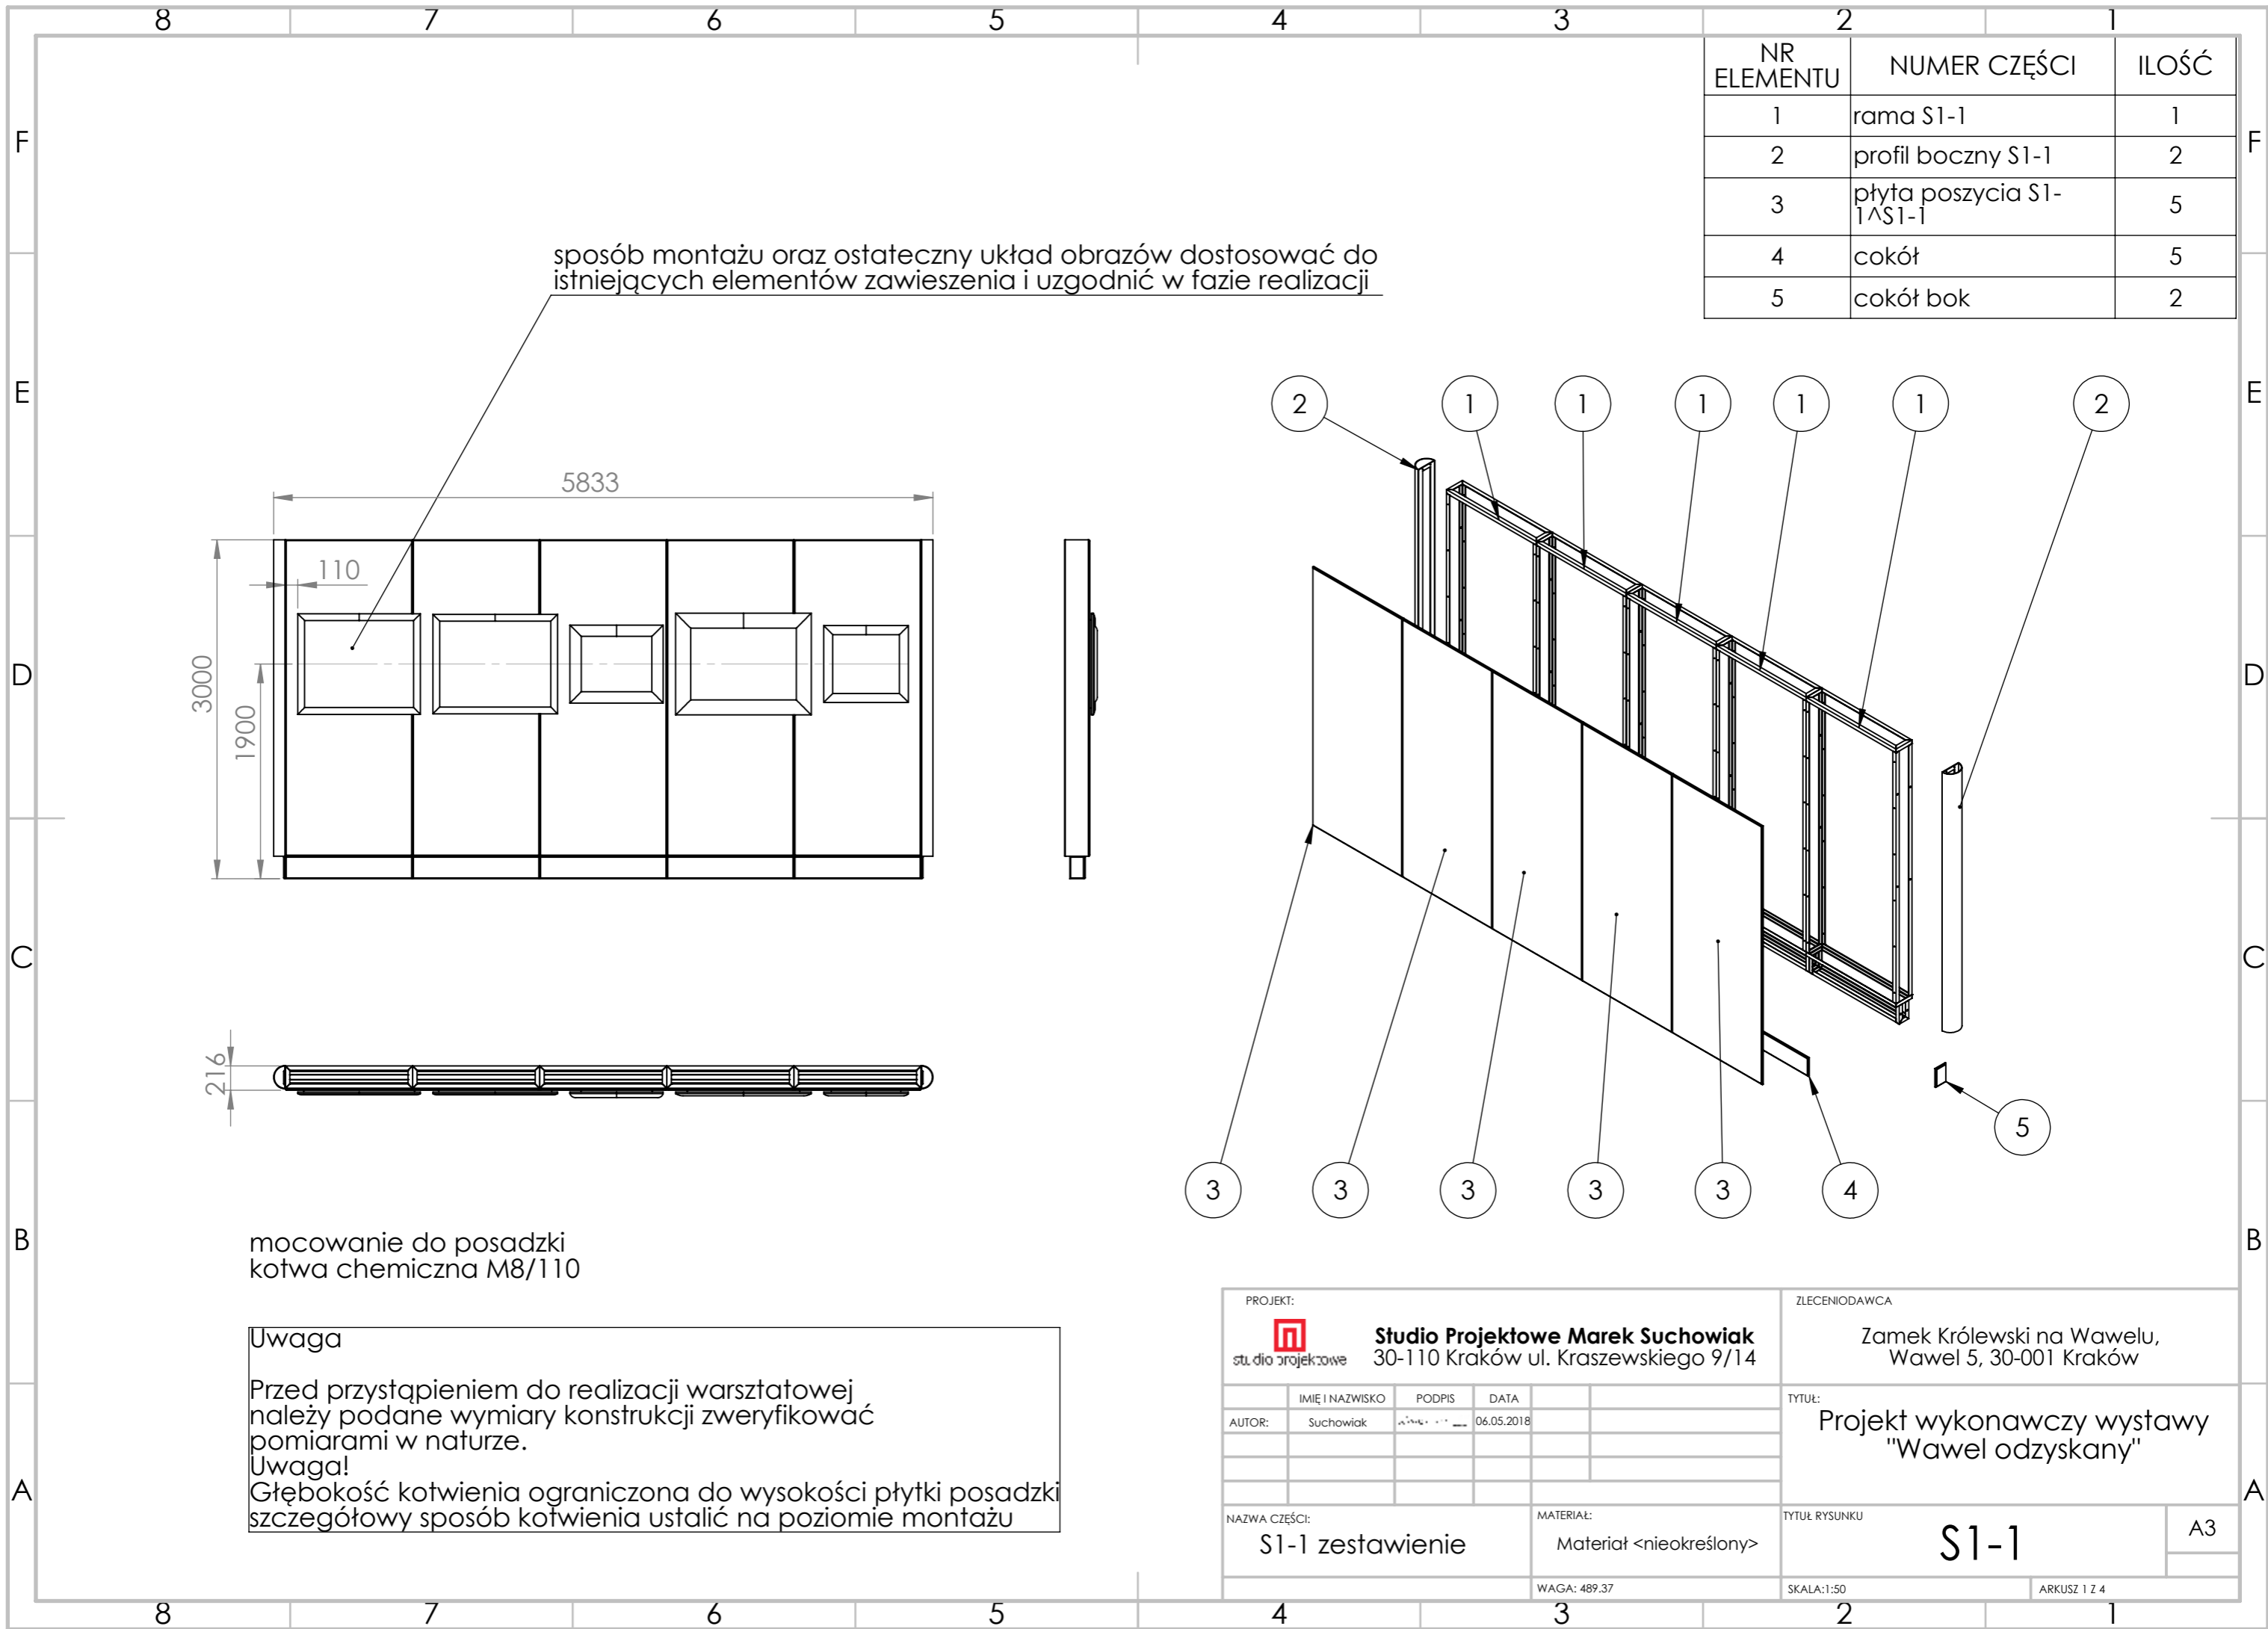 8 7 6 5 4 3 2 1
F
E
D
C
B
A
NR ELEMENTU NUMER CZĘŚCI ILOŚĆ
1 rama S1-1 1
2 profil boczny S1-1 2
3 płyta poszycia S1-
1^S1-1 5
4 cokół 5
5 cokół bok 2
sposób montażu oraz ostateczny układ obrazów dostosować do
istniejących elementów zawieszenia i uzgodnić w fazie realizacji
2 1 1 1 1 1 2
5833
110
3000
1900
216
5
3 3 3 3 3 4
mocowanie do posadzki
kotwa chemiczna M8/110
Uwaga
Przed przystąpieniem do realizacji warsztatowej
należy podane wymiary konstrukcji zweryfikować
pomiarami w naturze.
Uwaga!
Głębokość kotwienia ograniczona do wysokości płytki posadzki
szczegółowy sposób kotwienia ustalić na poziomie montażu
PROJEKT:
studio projektowe
Studio Projektowe Marek Suchowiak
30-110 Kraków ul. Kraszewskiego 9/14
ZLECENIODAWCA
Zamek Królewski na Wawelu,
Wawel 5, 30-001 Kraków
IMIĘ I NAZWISKO PODPIS DATA
AUTOR: Suchowiak 06.05.2018
TYTUŁ:
Projekt wykonawczy wystawy
"Wawel odzyskany"
NAZWA CZĘŚCI:
S1-1 zestawienie
MATERIAŁ:
Materiał <nieokreślony>
TYTUŁ RYSUNKU
S1-1
A3
WAGA: 489.37
SKALA:1:50
ARKUSZ 1 Z 4
F
E
D
C
B
A
8 7 6 5 4 3 2 1